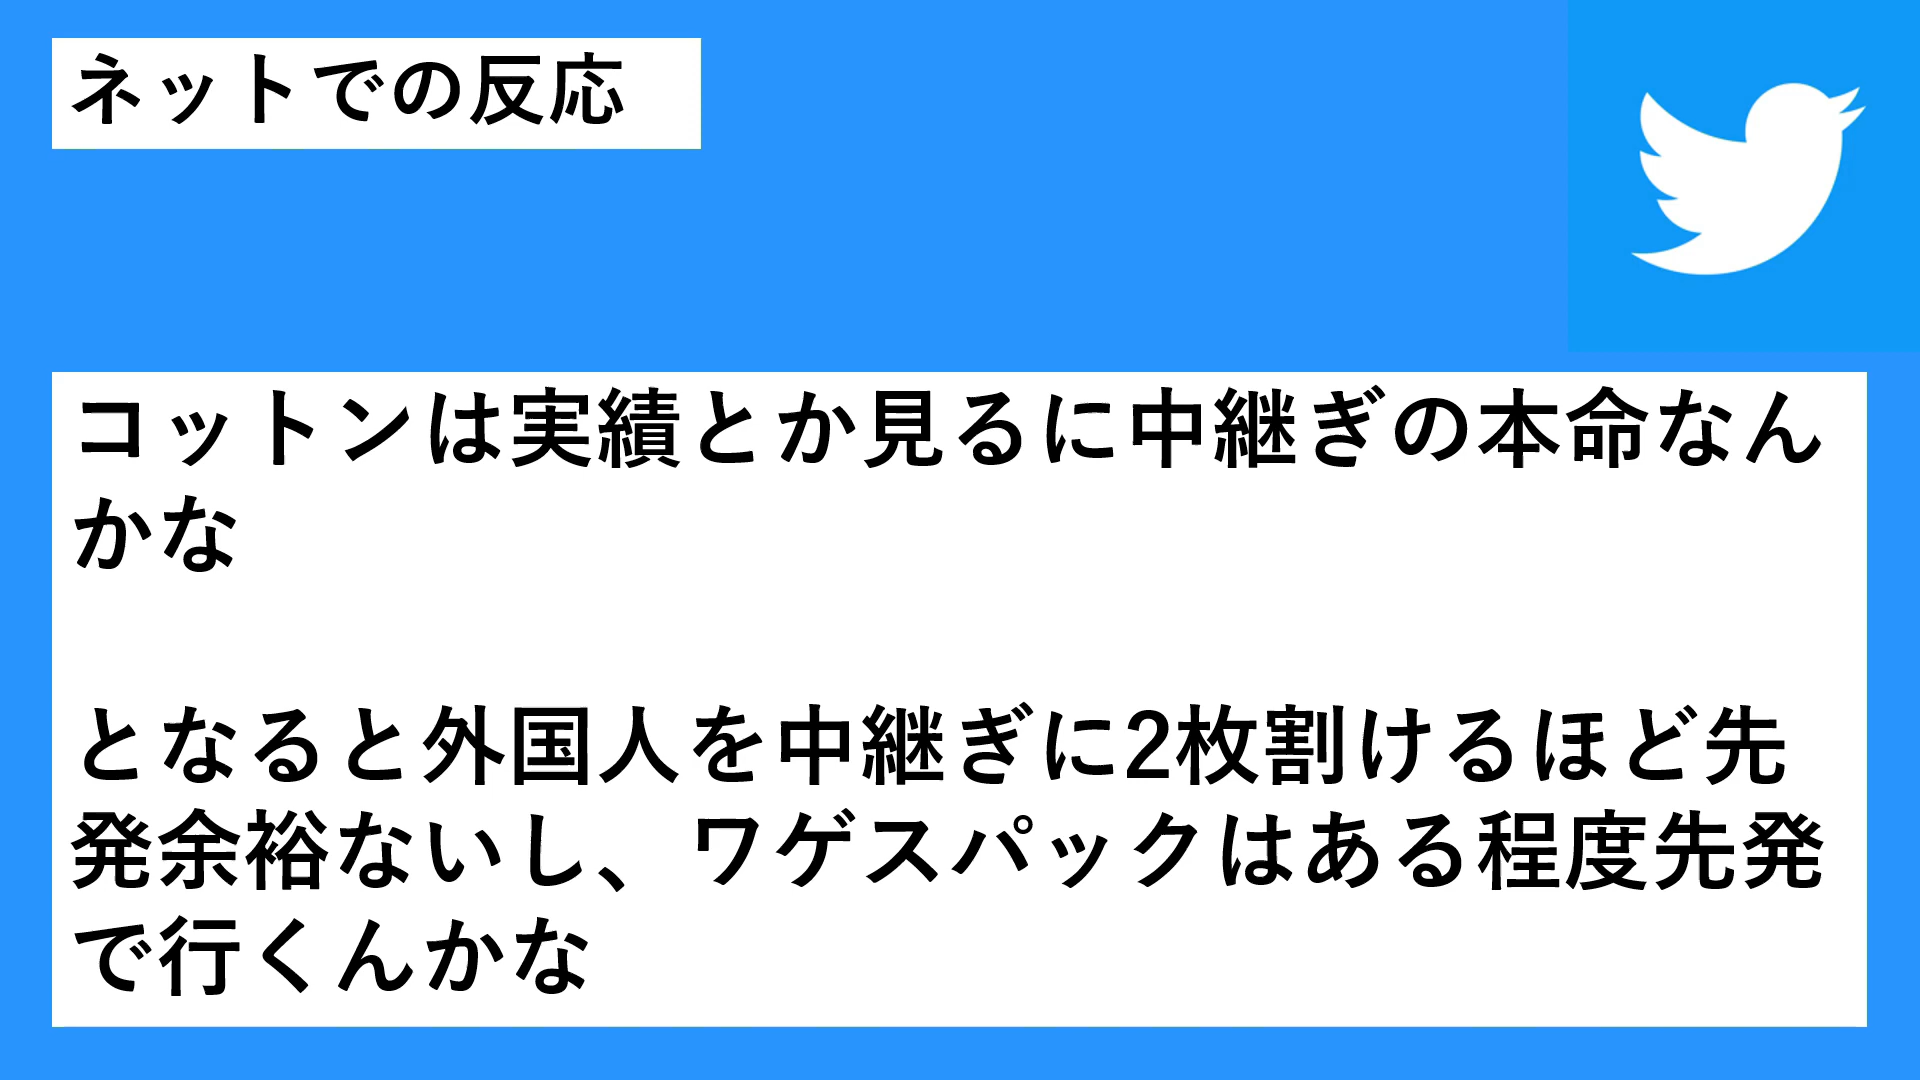 ネットでの反応
コットンは実績とか見るに中継ぎの本命なん
かな
となると外国人を中継ぎに2枚割けるほど先
発余裕ないし、ワゲスパックはある程度先発
で行くんかな